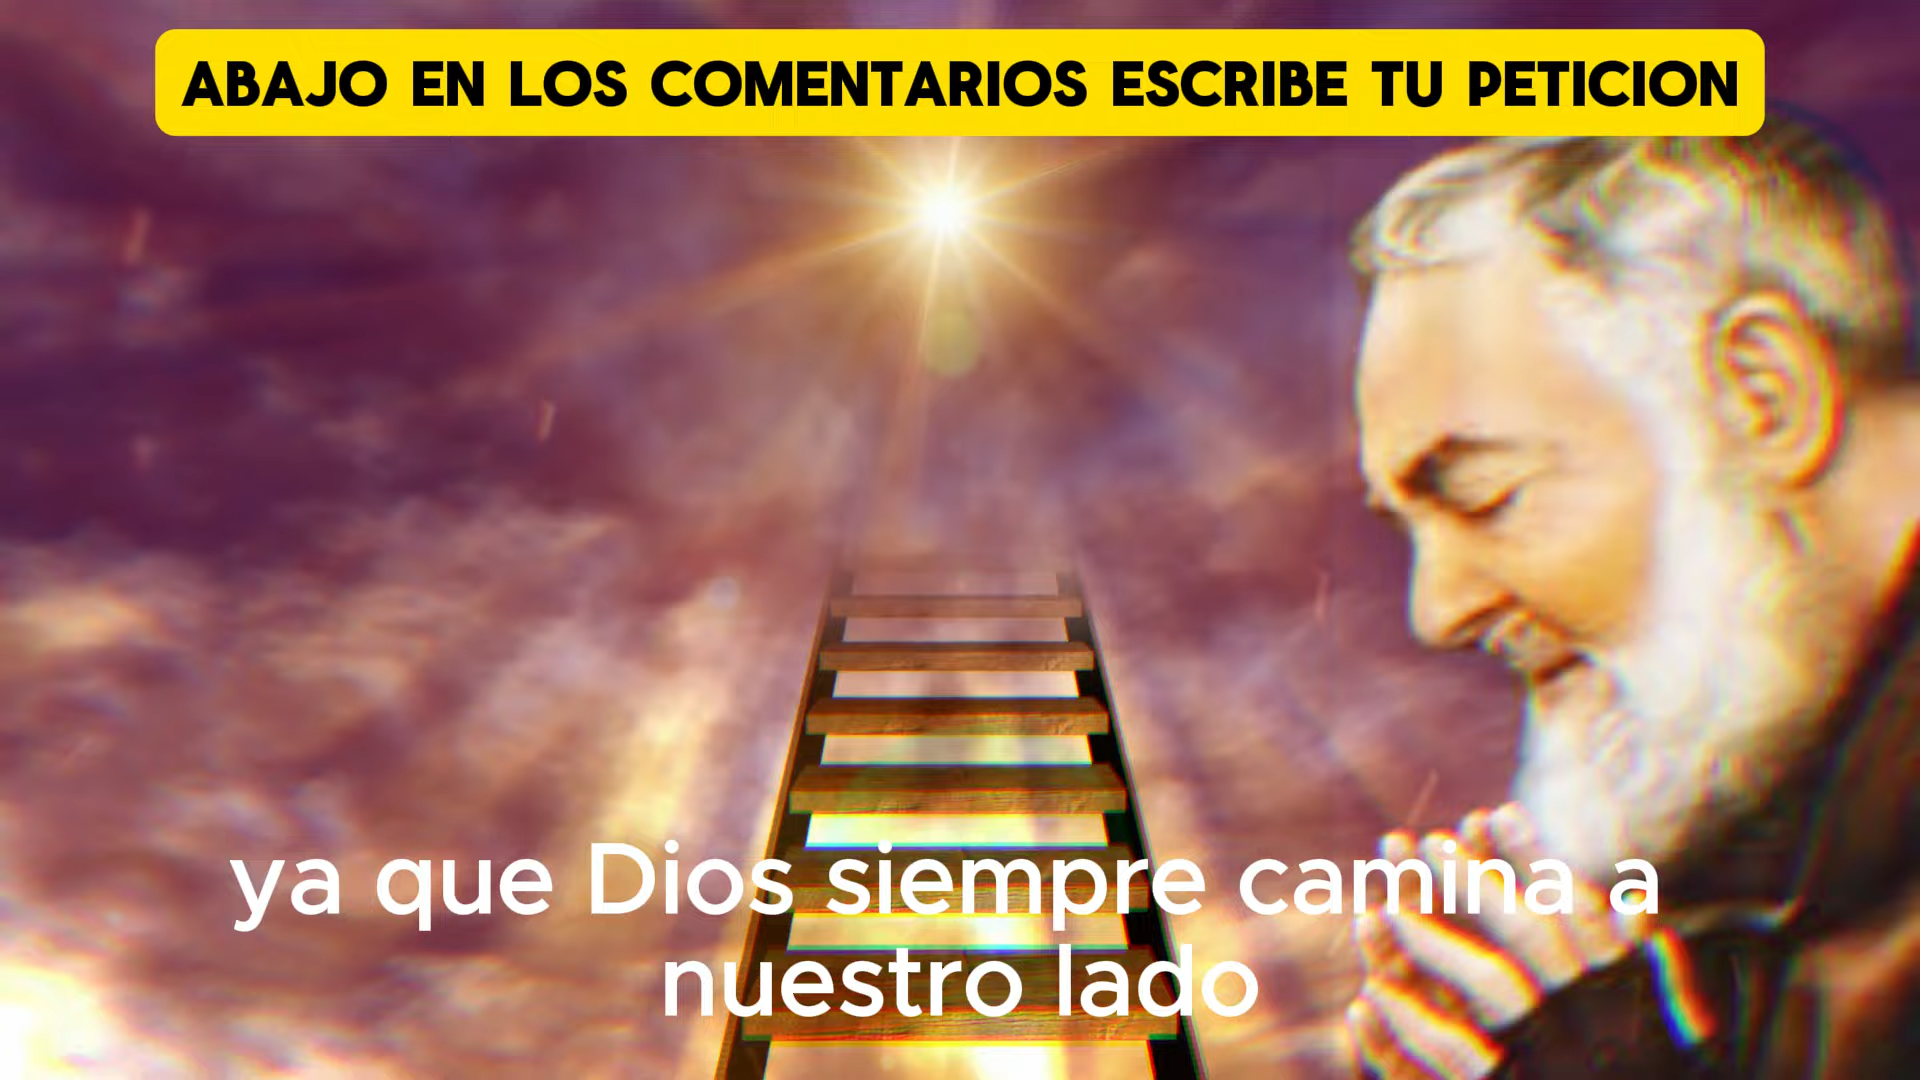 ABAJO EN LOS COMENTARIOS ESCRIBE TU PETICION
ya que Dios siempre camina a
nuestro lado